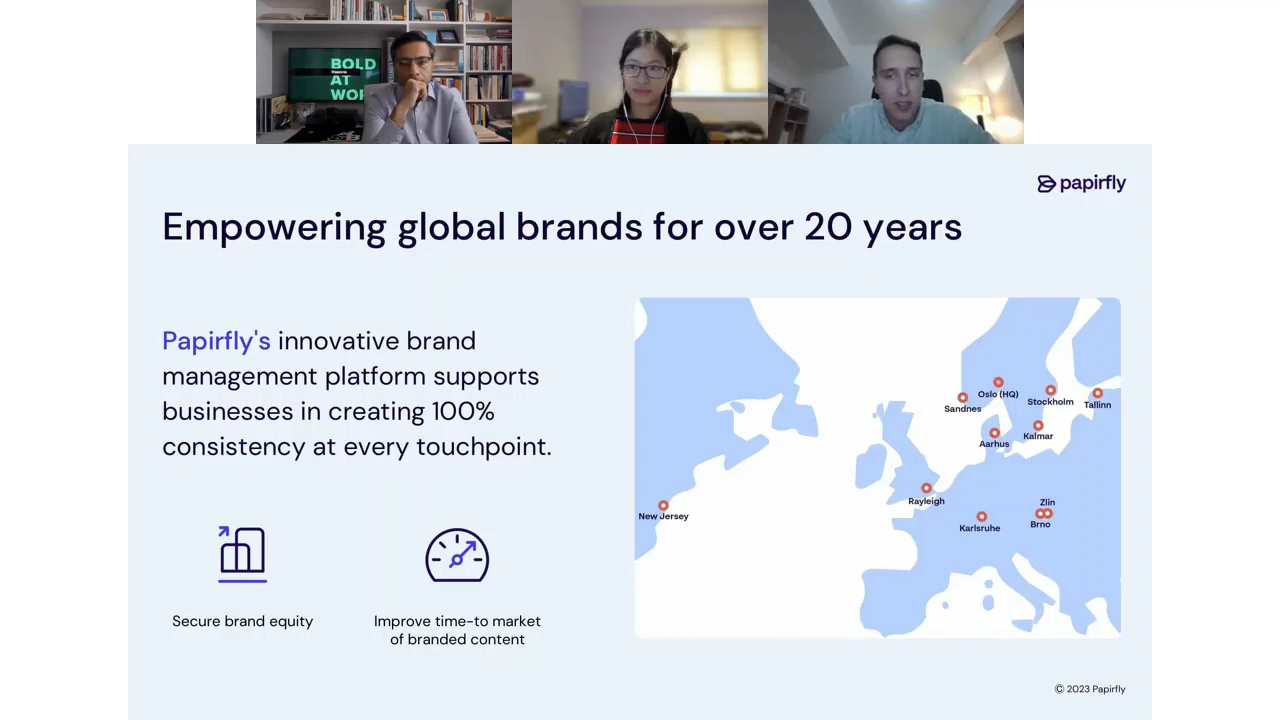 BOLD
AT
papirfly
Empowering global brands for over 20 years
Papirfly's innovative brand
management platform supports
businesses in creating 100%
consistency at every touchpoint.
Secure brand equity
Improve time-to market
of branded content
Oslo (HQ)
Sandnes
Stockholm
Tallinn
Aarhus
Kalmar
Rayleigh
New Jersey
Karlsruhe
Zlin
Brno
© 2023 Papirfly